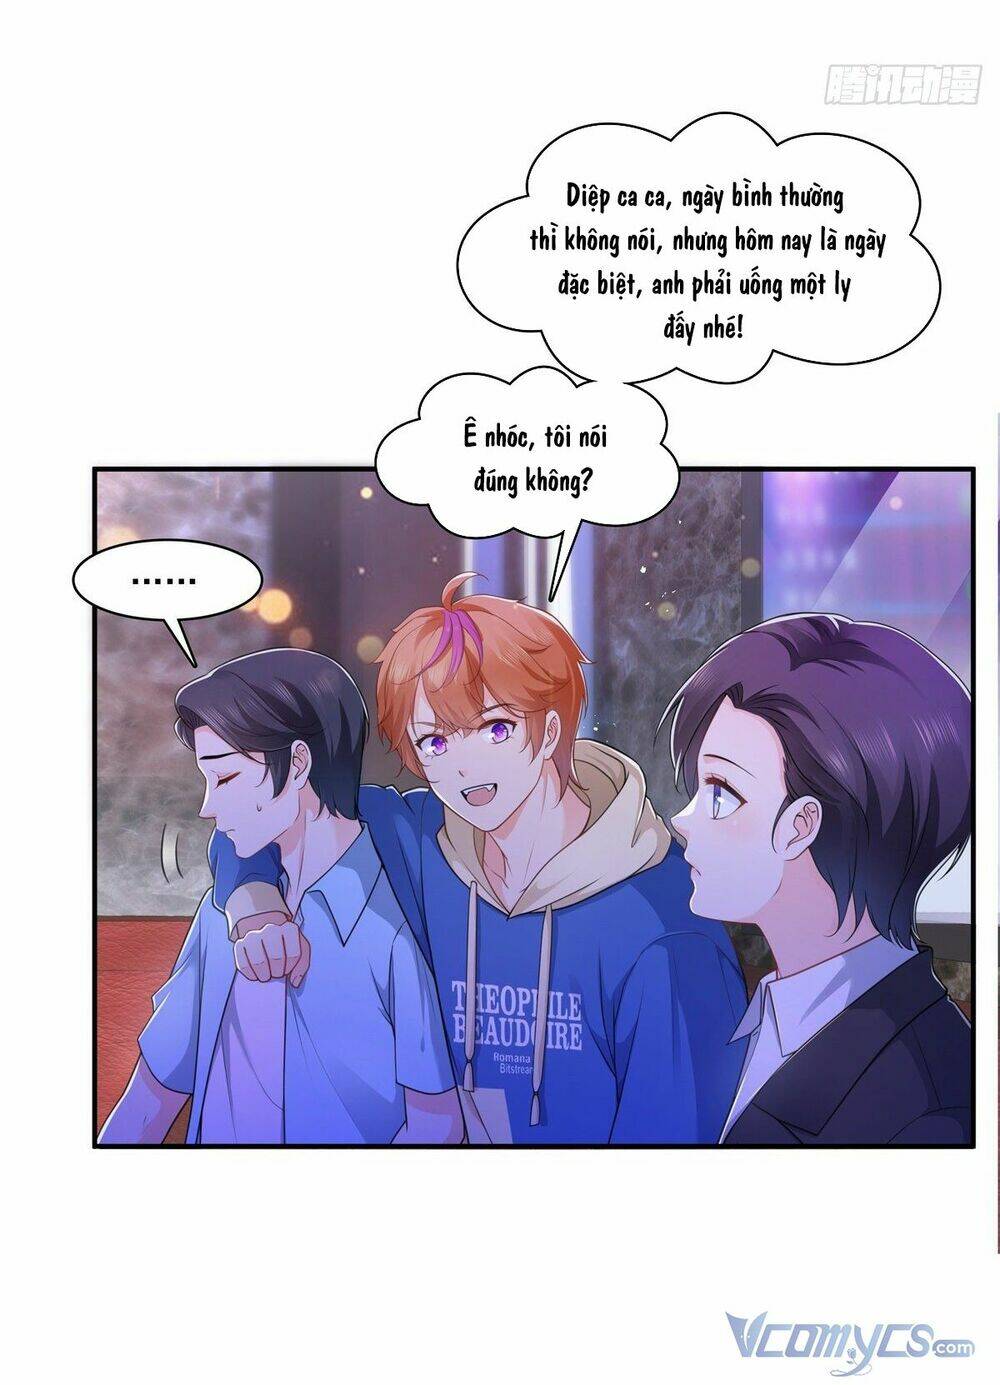 腾讯动漫
Diệp ca ca, ngày bình thường
thì không nói, nhưng hôm nay là ngày
đặc biệt, anh phải uống một ly
đấy nhé!
Ê nhóc, tôi nói
đúng không?
......
THEOPHILE
BEAUDOIRE
Romana
Bitstream
Vcomycs.com